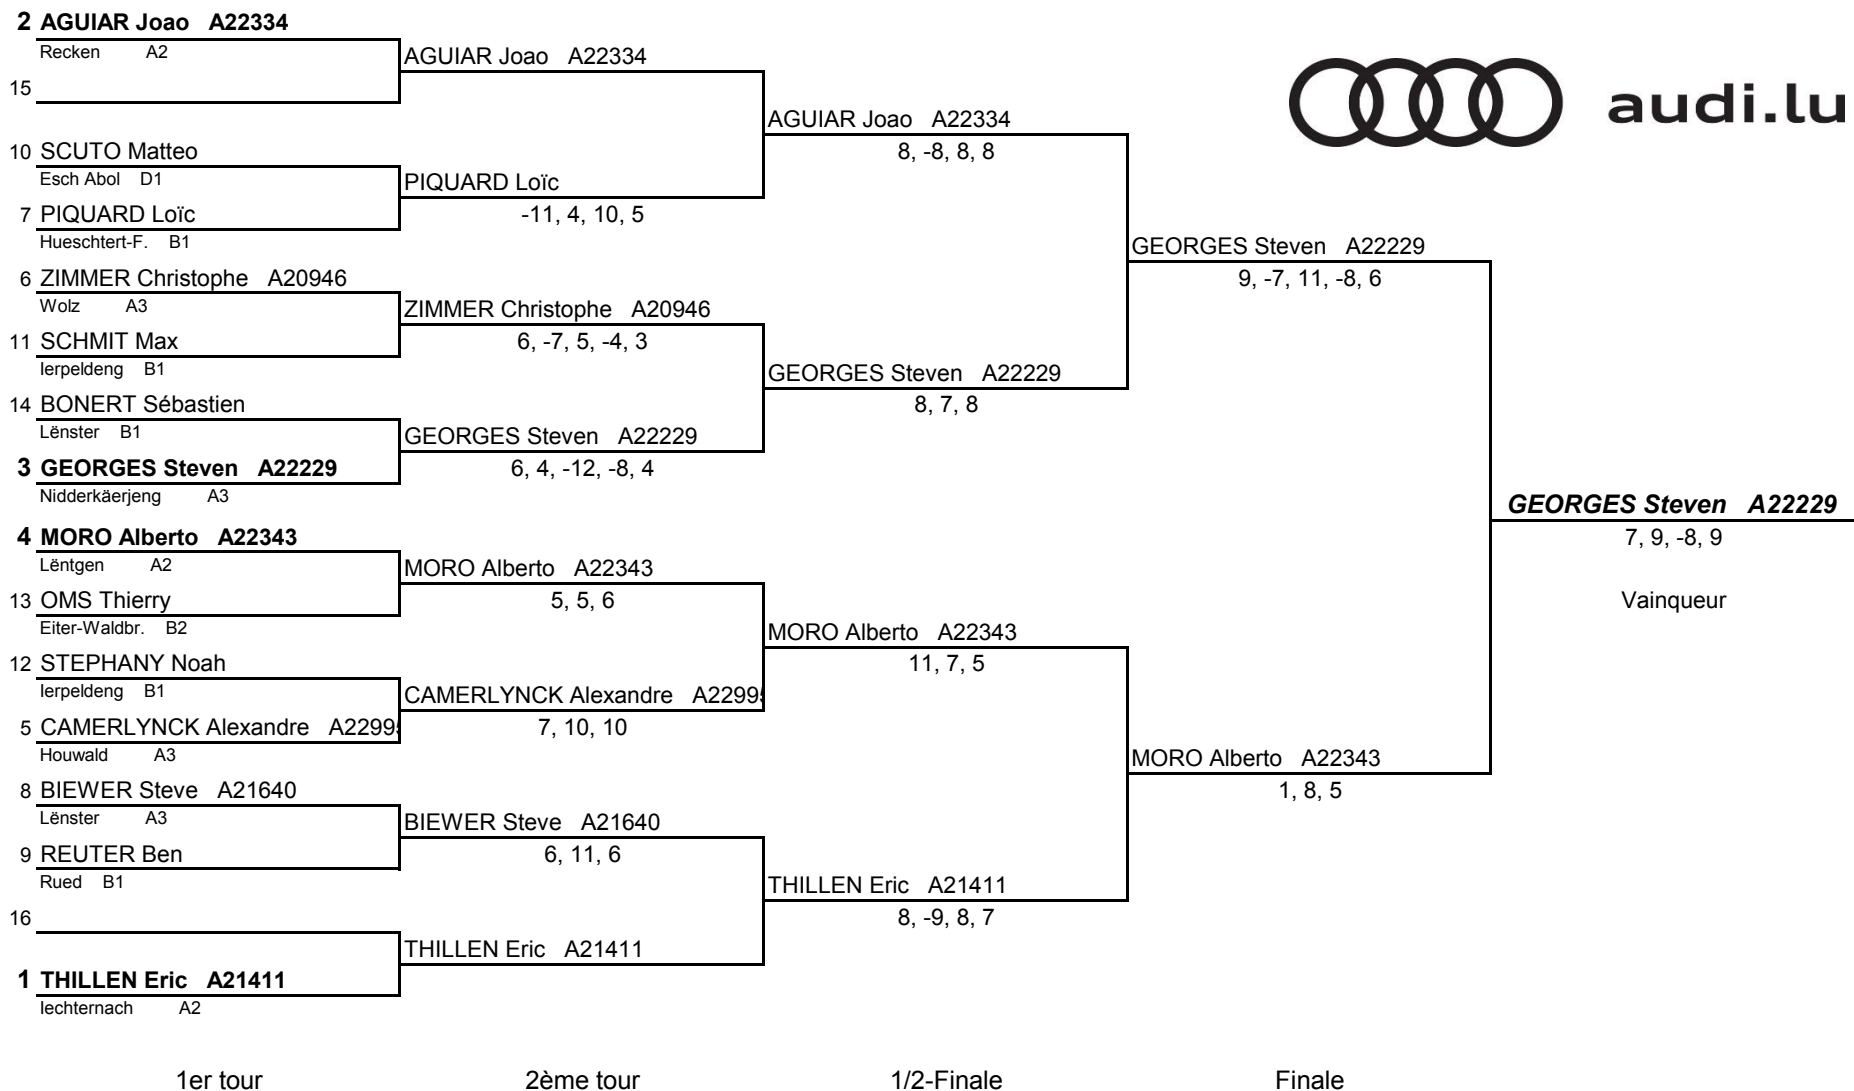 2 AGUIAR Joao A22334
Recken A2
AGUIAR Joao A22334
15
audi.lu
AGUIAR Joao A22334
8, -8, 8, 8
10 SCUTO Matteo
Esch Abol D1
PIQUARD Loïc
-11, 4, 10, 5
7 PIQUARD Loïc
Hueschtert-F. B1
GEORGES Steven A22229
9, -7, 11, -8, 6
6 ZIMMER Christophe A20946
Wolz A3
ZIMMER Christophe A20946
6, -7, 5, -4, 3
11 SCHMIT Max
Ierpeldeng B1
GEORGES Steven A22229
8, 7, 8
14 BONERT Sébastien
Lënster B1
GEORGES Steven A22229
6, 4, -12, -8, 4
3 GEORGES Steven A22229
Nidderkäerjeng A3
GEORGES Steven A22229
7, 9, -8, 9
Vainqueur
4 MORO Alberto A22343
Lëntgen A2
MORO Alberto A22343
5, 5, 6
13 OMS Thierry
Eiter-Waldbr. B2
MORO Alberto A22343
11, 7, 5
12 STEPHANY Noah
Ierpeldeng B1
CAMERLYNCK Alexandre A2299
7, 10, 10
5 CAMERLYNCK Alexandre A2299
Houwald A3
MORO Alberto A22343
1, 8, 5
8 BIEWER Steve A21640
Lënster A3
BIEWER Steve A21640
6, 11, 6
9 REUTER Ben
Rued B1
THILLEN Eric A21411
8, -9, 8, 7
16
THILLEN Eric A21411
1 THILLEN Eric A21411
Iechternach A2
1er tour 2ème tour 1/2-Finale Finale